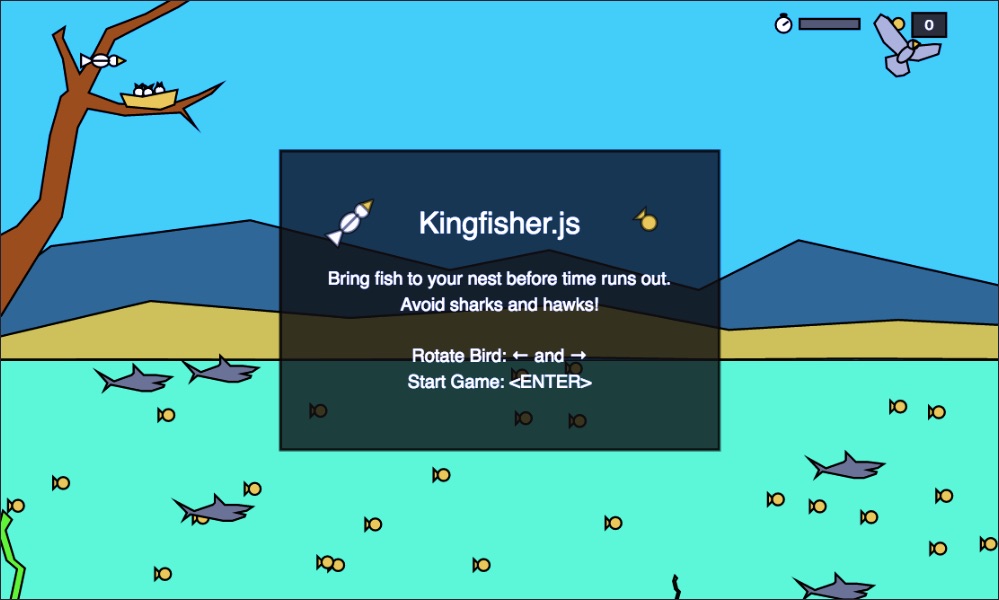 0
Kingfisher.js
Bring fish to your nest before time runs out.
Avoid sharks and hawks!
Rotate Bird: ← and →
Start Game: <ENTER>